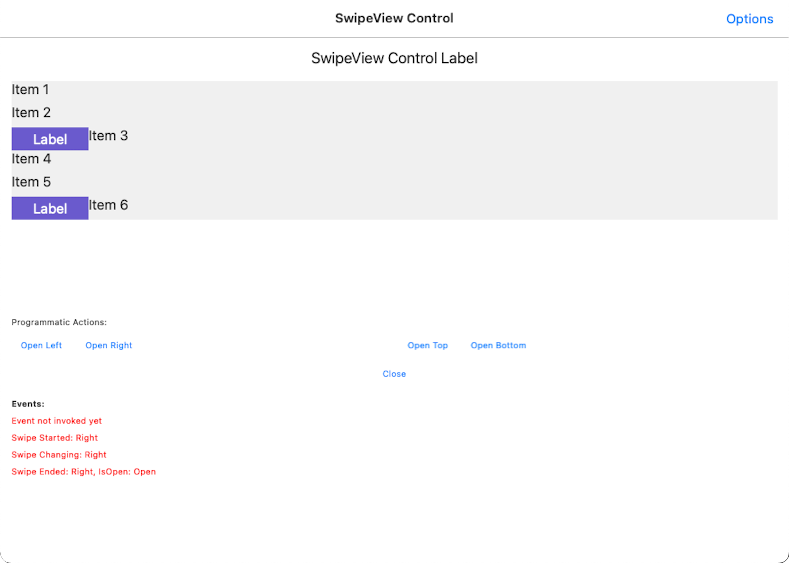 SwipeView Control Options
SwipeView Control Label
Item 1
Item 2
Label Item 3
Item 4
Item 5
Label Item 6
Programmatic Actions:
Open Left Open Right Open Top Open Bottom
Close
Events:
Event not invoked yet
Swipe Started: Right
Swipe Changing: Right
Swipe Ended: Right, IsOpen: Open